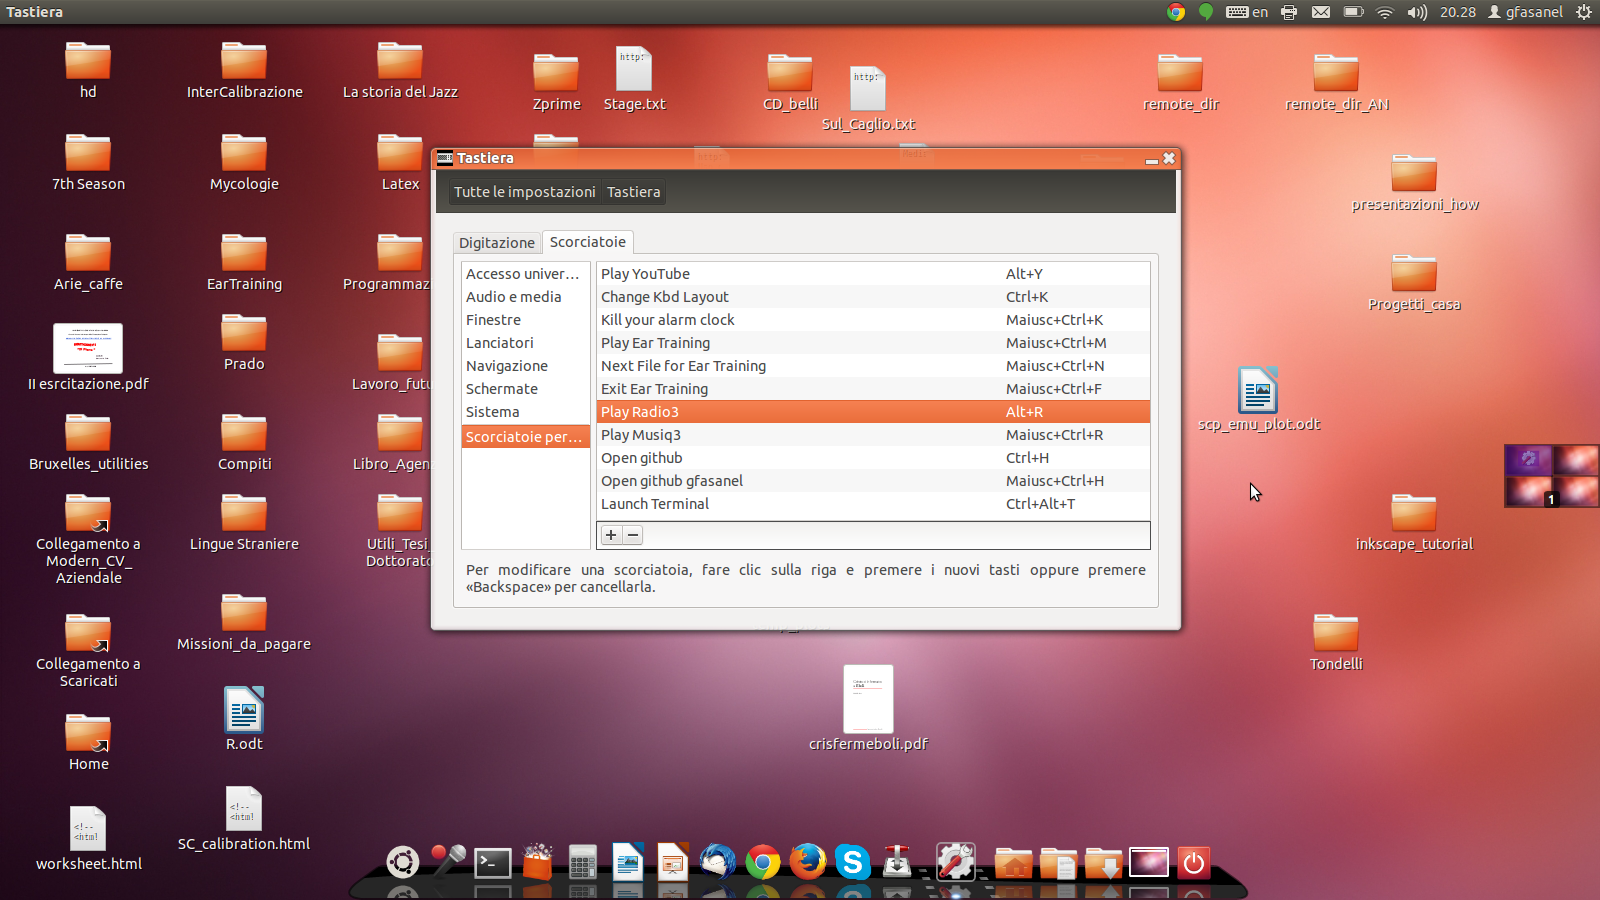 Tastiera
en
20.28
gfasanel
hd
InterCalibrazione
La storia del Jazz
Zprime
http:
Stage.txt
CD_belli
http:
Sul_Caglio.txt
remote_dir
remote_dir_AN
7th Season
Mycologie
Latex
presentazioni_how
Arie_caffe
EarTraining
Programmaz
Progetti_casa
II esrcitazione.pdf
Prado
Lavoro_futu
scp_emu_plot.odt
Bruxelles_utilities
Compiti
Libro_Agen
Collegamento a
Modern_CV_
Aziendale
Lingue Straniere
Utili_Tesi_
Dottorato
inkscape_tutorial
Collegamento a
Scaricati
Missioni_da_pagare
Tondelli
Home
R.odt
crisfermeboli.pdf
<!--
<html
worksheet.html
<!--
<html
SC_calibration.html
1
Tastiera
Tutte le impostazioni
Tastiera
Digitazione
Scorciatoie
Accesso univer...
Audio e media
Finestre
Lanciatori
Navigazione
Schermate
Sistema
Scorciatoie per...
Play YouTube Alt+Y
Change Kbd Layout Ctrl+K
Kill your alarm clock Maiusc+Ctrl+K
Play Ear Training Maiusc+Ctrl+M
Next File for Ear Training Maiusc+Ctrl+N
Exit Ear Training Maiusc+Ctrl+F
Play Radio3 Alt+R
Play Musiq3 Maiusc+Ctrl+R
Open github Ctrl+H
Open github gfasanel Maiusc+Ctrl+H
Launch Terminal Ctrl+Alt+T
Per modificare una scorciatoia, fare clic sulla riga e premere i nuovi tasti oppure premere
«Backspace» per cancellarla.